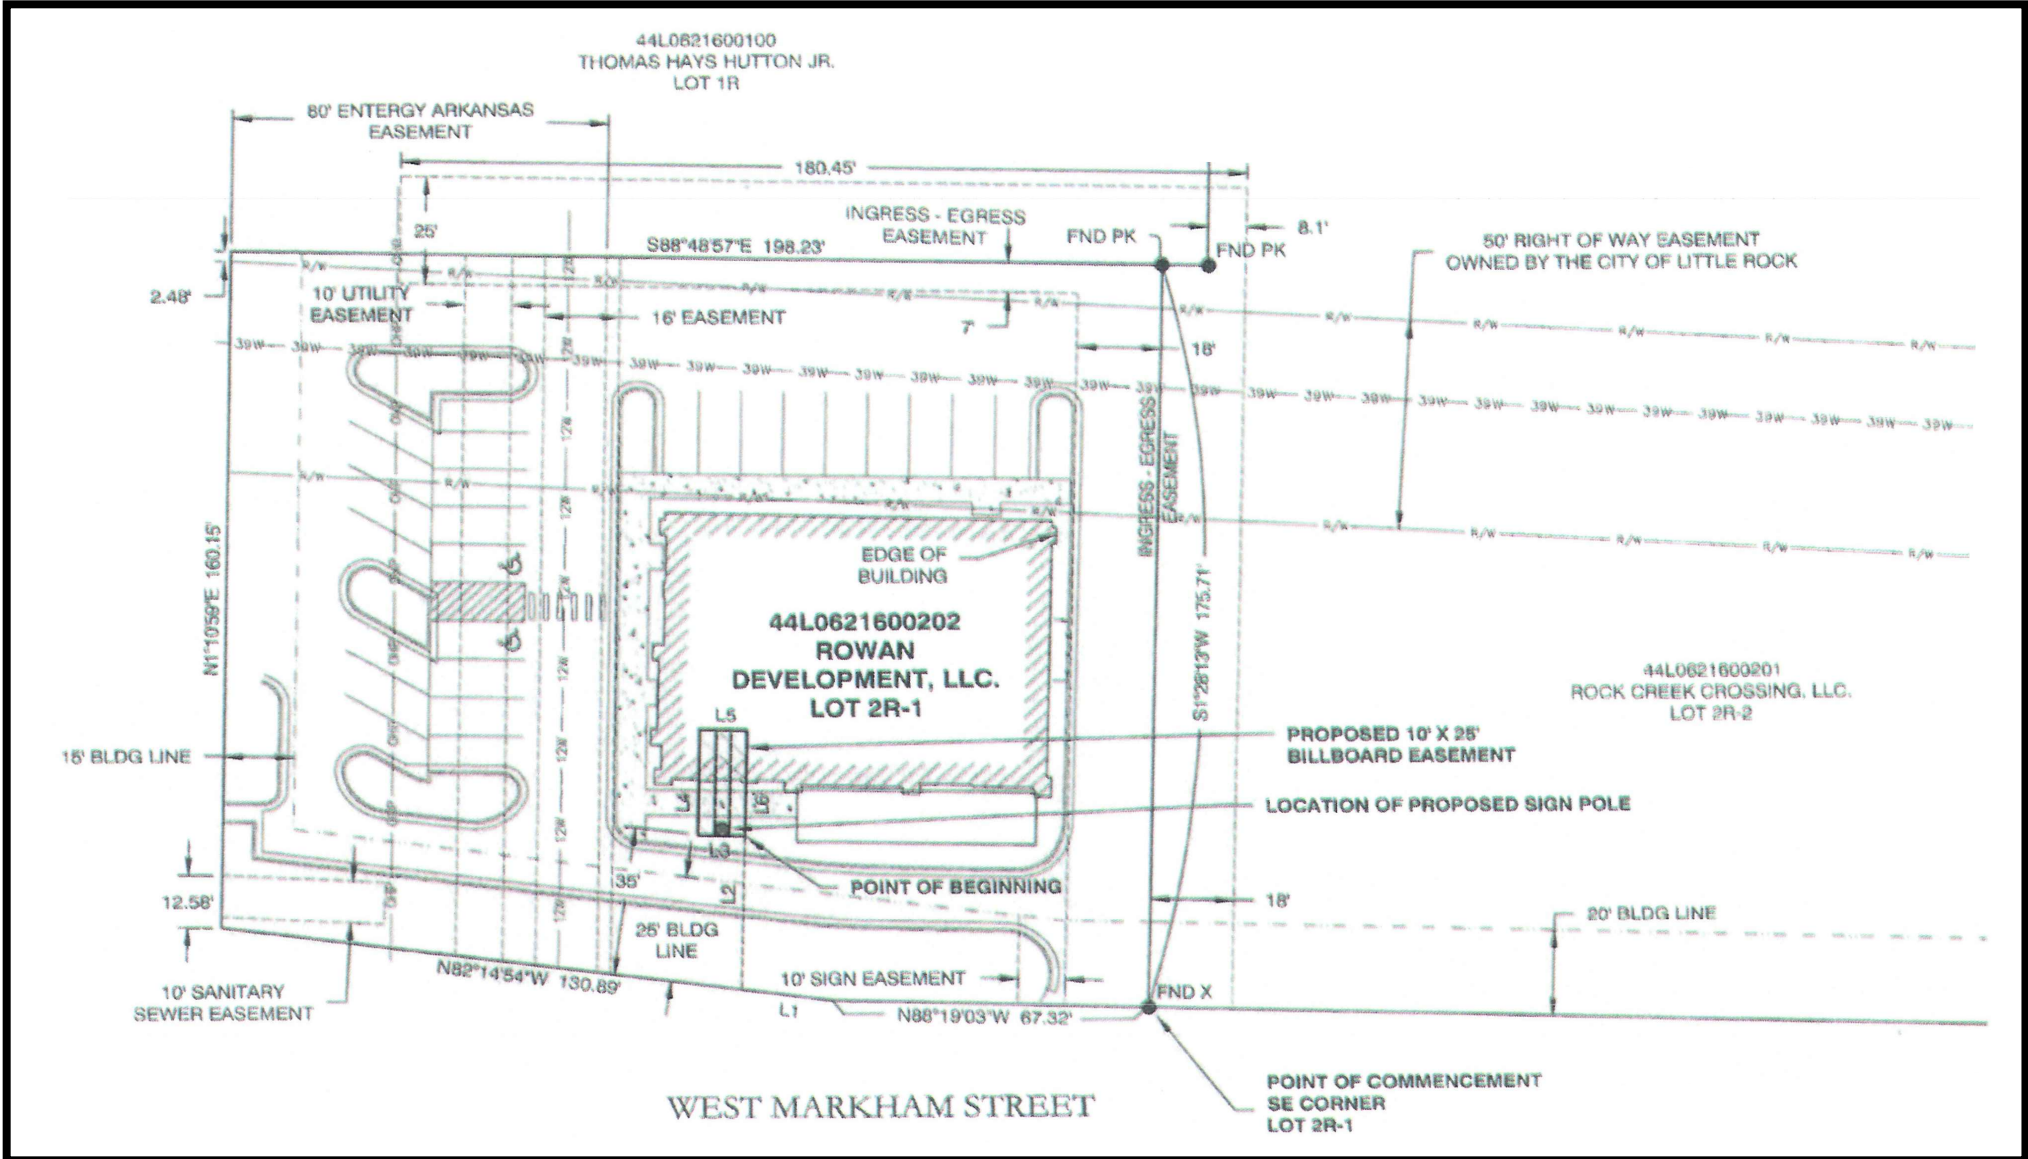 44L0621600100
THOMAS HAYS HUTTON JR.
LOT 1R
80' ENTERGY ARKANSAS
EASEMENT
180.45'
INGRESS - EGRESS
EASEMENT
25'
S88°48'57"E 198.23'
FND PK
FND PK
8.1'
50' RIGHT OF WAY EASEMENT
OWNED BY THE CITY OF LITTLE ROCK
2.48'
10' UTILITY
EASEMENT
16' EASEMENT
7'
18'
R/W
39W
12W
OHP
INGRESS - EGRESS
EASEMENT
N1°10'59"E 160.15'
S1°28'13"W 175.71'
EDGE OF
BUILDING
44L0621600202
ROWAN
DEVELOPMENT, LLC.
LOT 2R-1
44L0621600201
ROCK CREEK CROSSING, LLC.
LOT 2R-2
L5
PROPOSED 10' X 25'
BILLBOARD EASEMENT
15' BLDG LINE
L4
L6
LOCATION OF PROPOSED SIGN POLE
L3
35'
L2
POINT OF BEGINNING
12.58'
18'
20' BLDG LINE
25' BLDG
LINE
N82°14'54"W 130.89'
10' SIGN EASEMENT
FND X
10' SANITARY
SEWER EASEMENT
L1
N88°19'03"W 67.32'
POINT OF COMMENCEMENT
SE CORNER
LOT 2R-1
WEST MARKHAM STREET